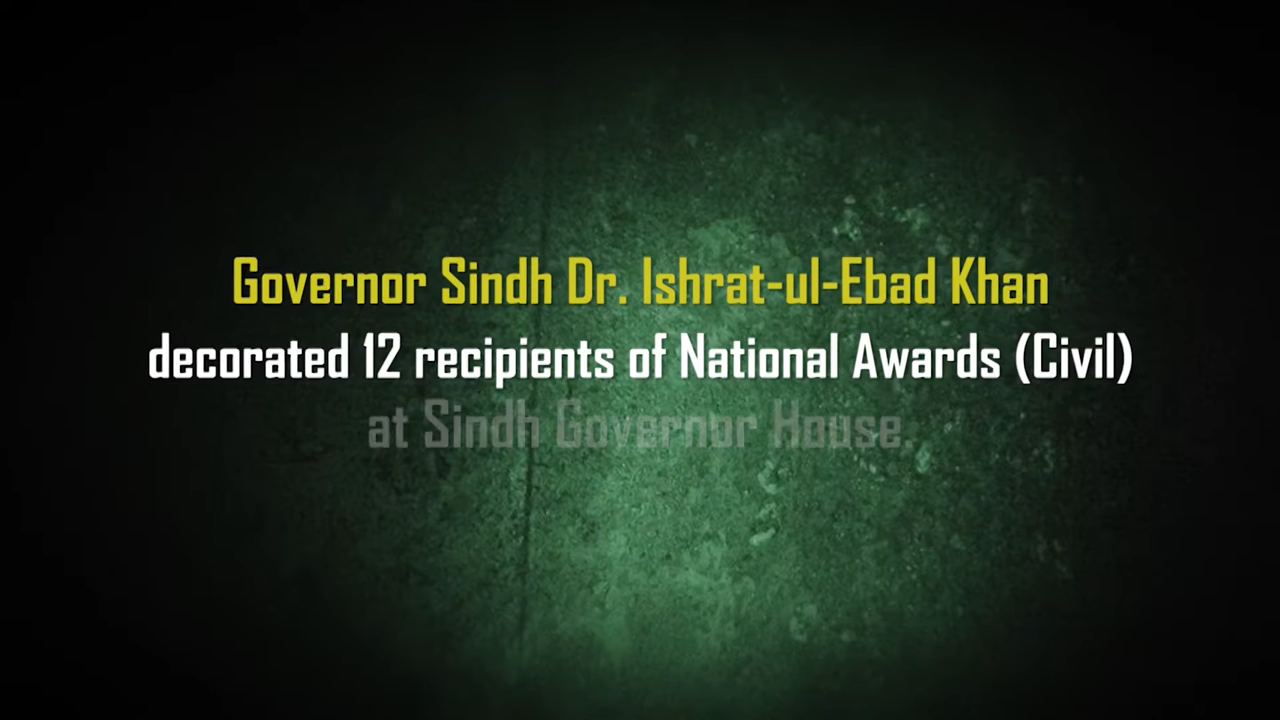 Governor Sindh Dr. Ishrat-ul-Ebad Khan
decorated 12 recipients of National Awards (Civil)
at Sindh Governor House.